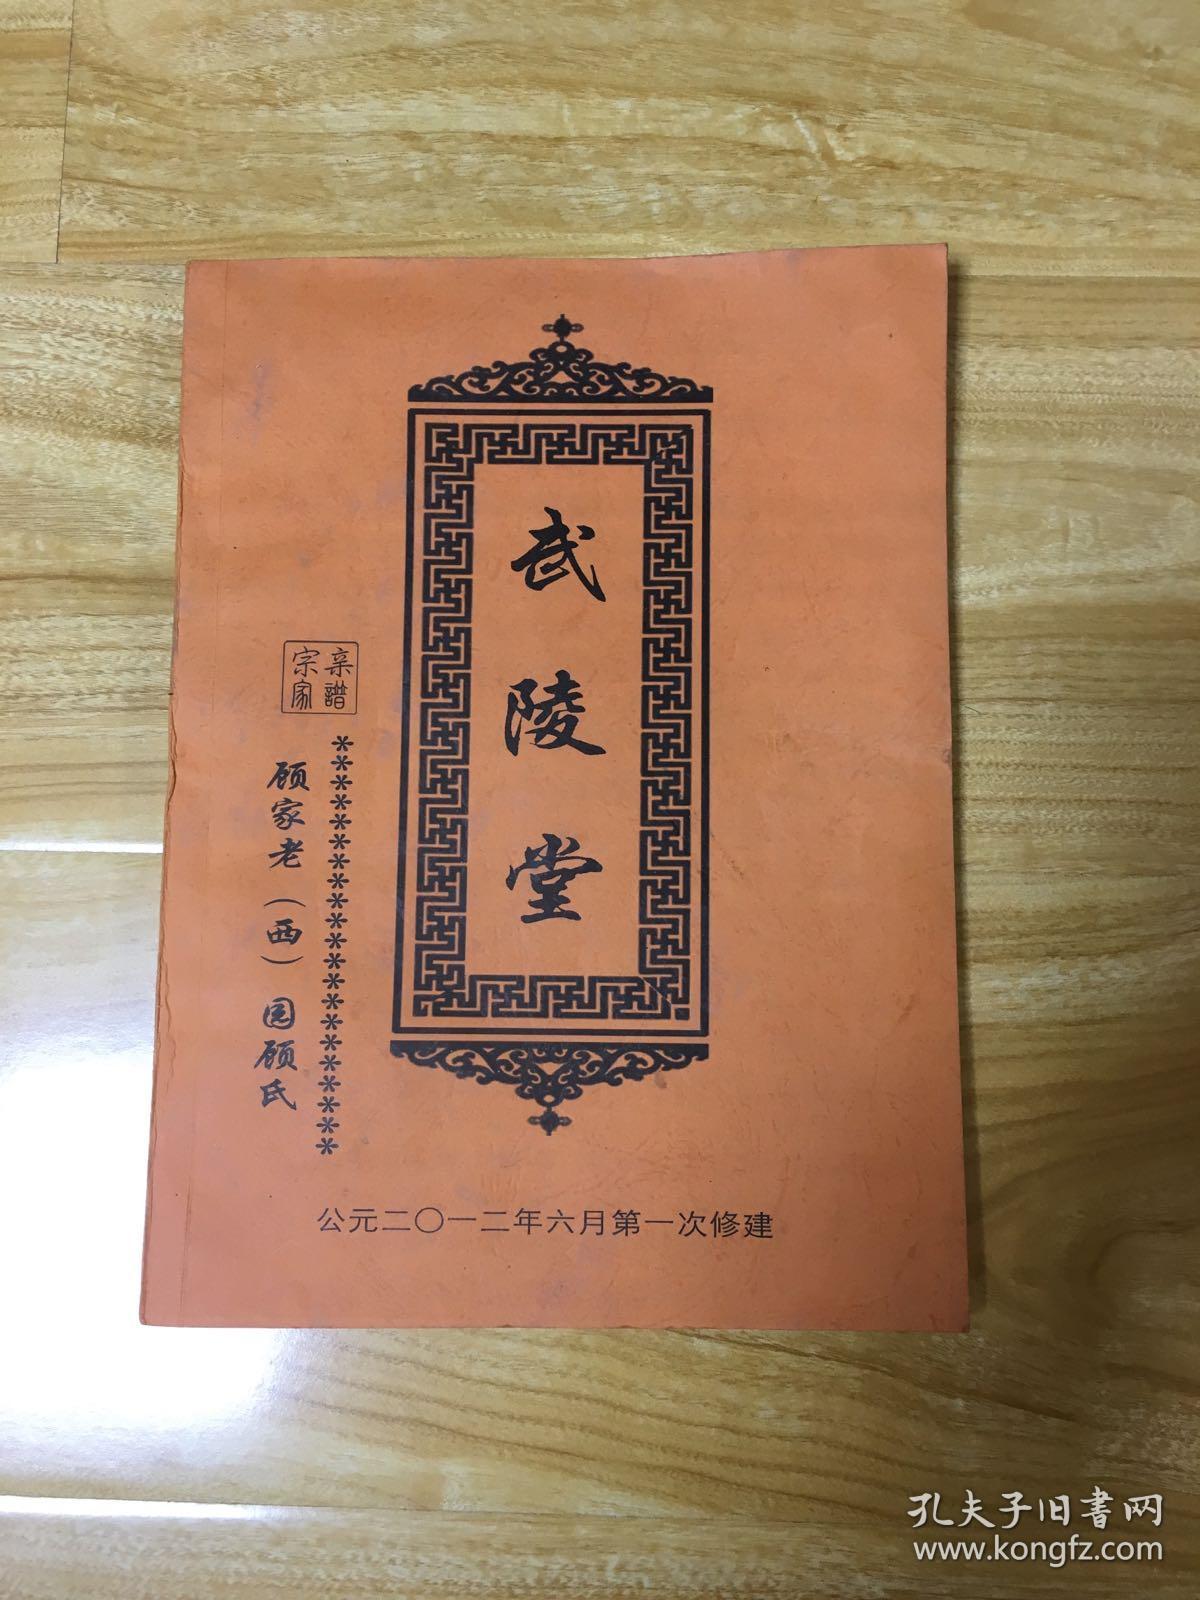 武陵堂
亲谱
宗家
顾家老（西）园顾氏
******************
公元二〇一二年六月第一次修建
孔夫子旧書网
www.kongfz.com